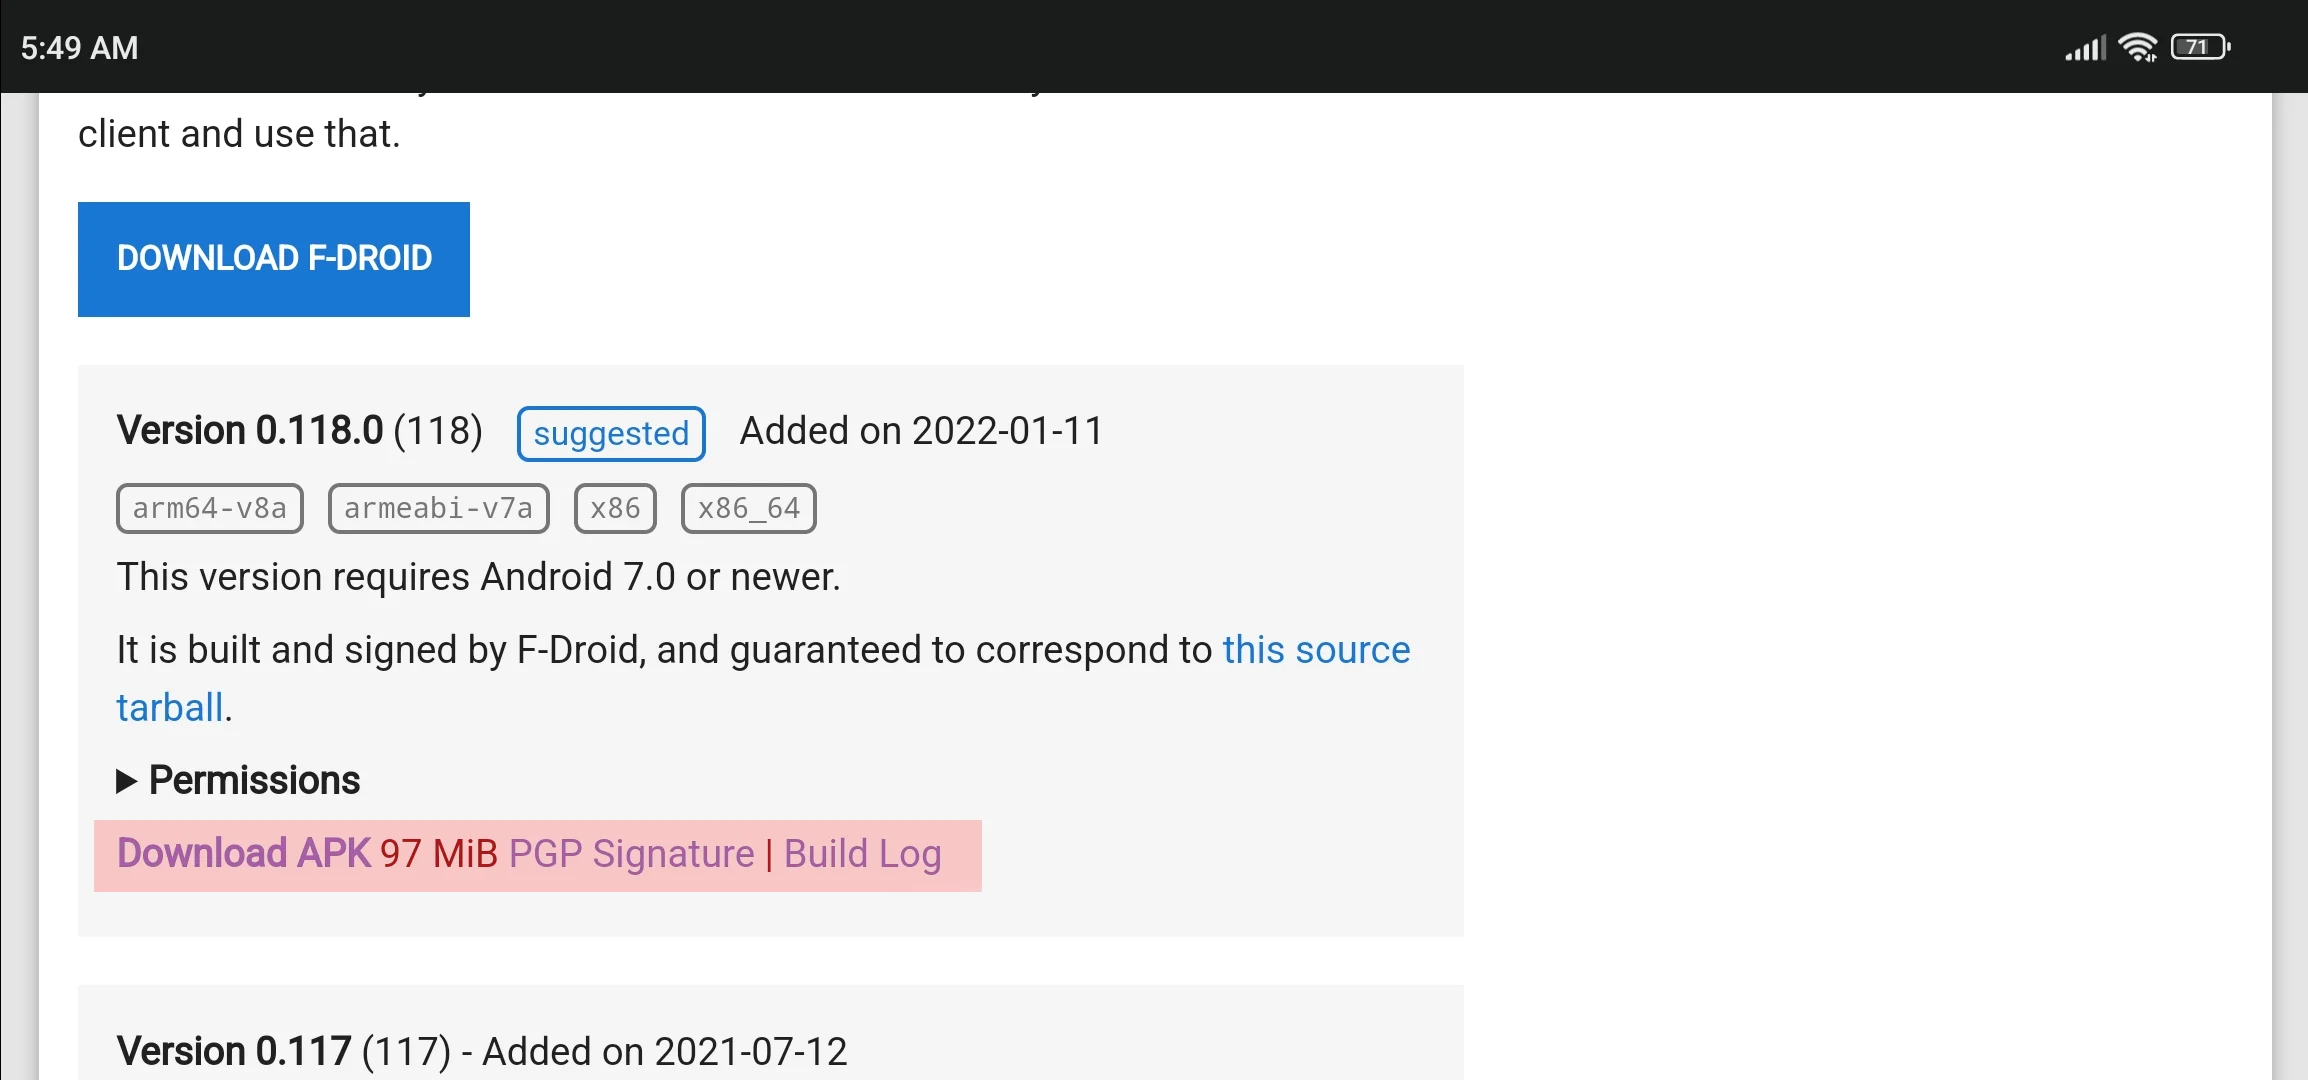 5:49 AM 71
client and use that.
DOWNLOAD F-DROID
Version 0.118.0 (118) suggested Added on 2022-01-11
arm64-v8a armeabi-v7a x86 x86_64
This version requires Android 7.0 or newer.
It is built and signed by F-Droid, and guaranteed to correspond to this source
tarball.
▶ Permissions
Download APK 97 MiB PGP Signature | Build Log
Version 0.117 (117) - Added on 2021-07-12